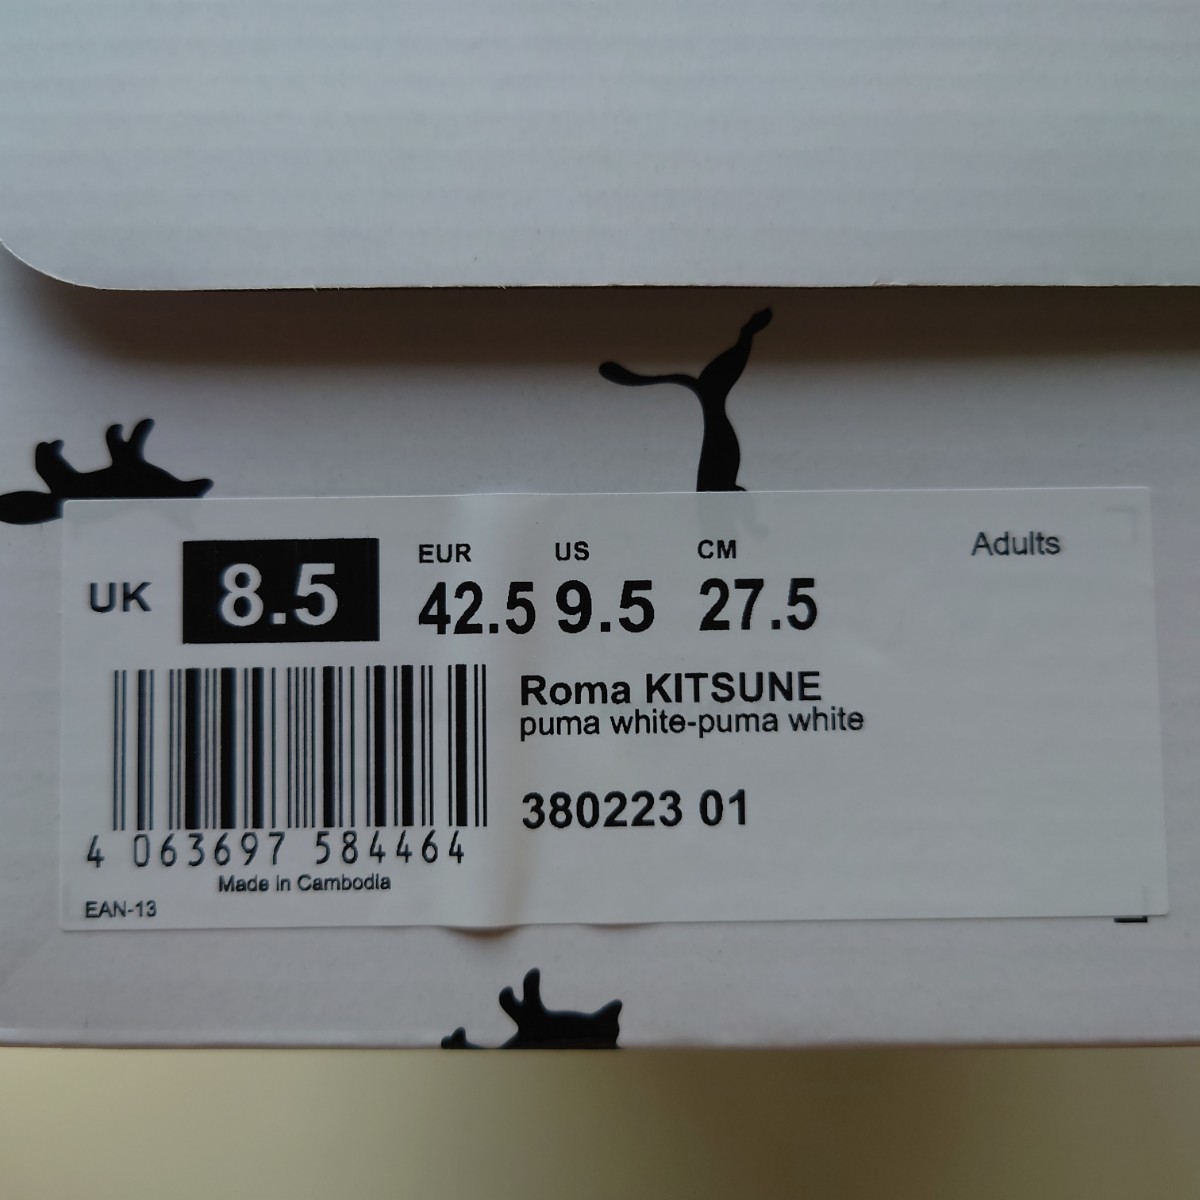 Adults
EUR US CM
UK 8.5 42.5 9.5 27.5
Roma KITSUNE
puma white-puma white
380223 01
4 063697 584464
Made in Cambodia
EAN-13